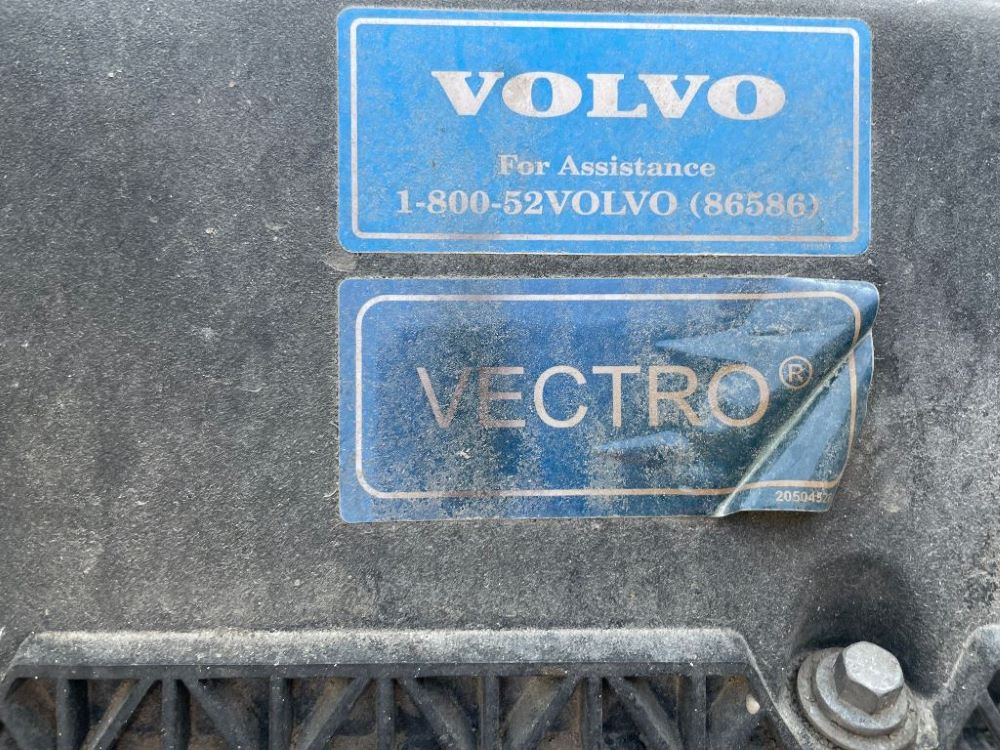 VOLVO
For Assistance
1-800-52VOLVO (86586)
VECTRO®